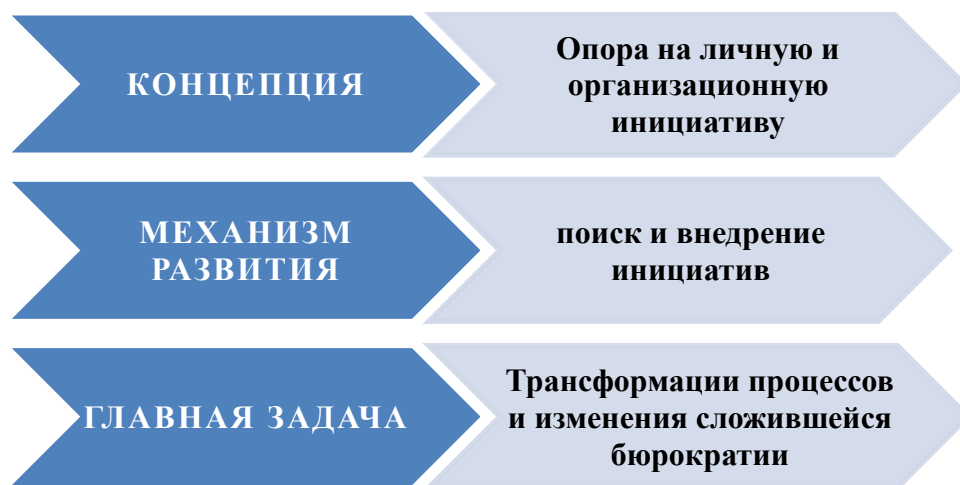 КОНЦЕПЦИЯ
Опора на личную и
организационную
инициативу
МЕХАНИЗМ
РАЗВИТИЯ
поиск и внедрение
инициатив
ГЛАВНАЯ ЗАДАЧА
Трансформации процессов
и изменения сложившейся
бюрократии